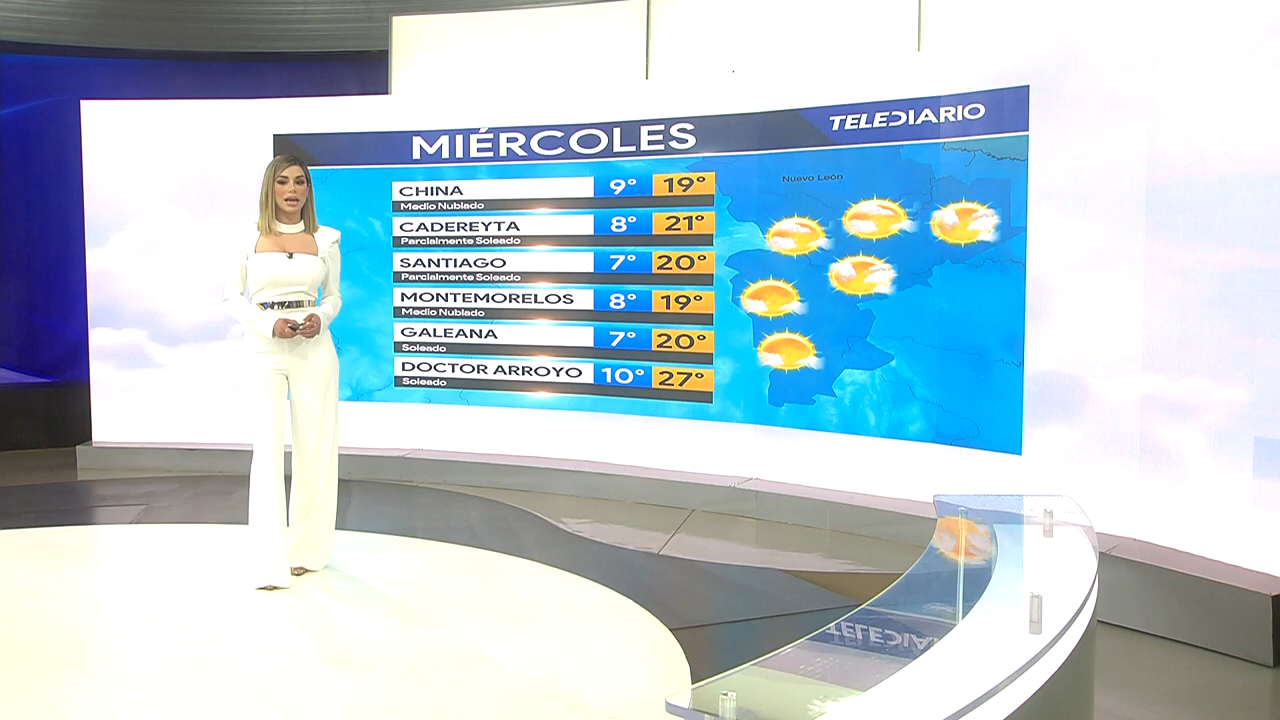 TELEDIARIO
MIÉRCOLES
Nuevo León
CHINA 9° 19°
Medio Nublado
CADEREYTA 8° 21°
Parcialmente Soleado
SANTIAGO 7° 20°
Parcialmente Soleado
MONTEMORELOS 8° 19°
Medio Nublado
GALEANA 7° 20°
Soleado
DOCTOR ARROYO 10° 27°
Soleado
TELEDIA